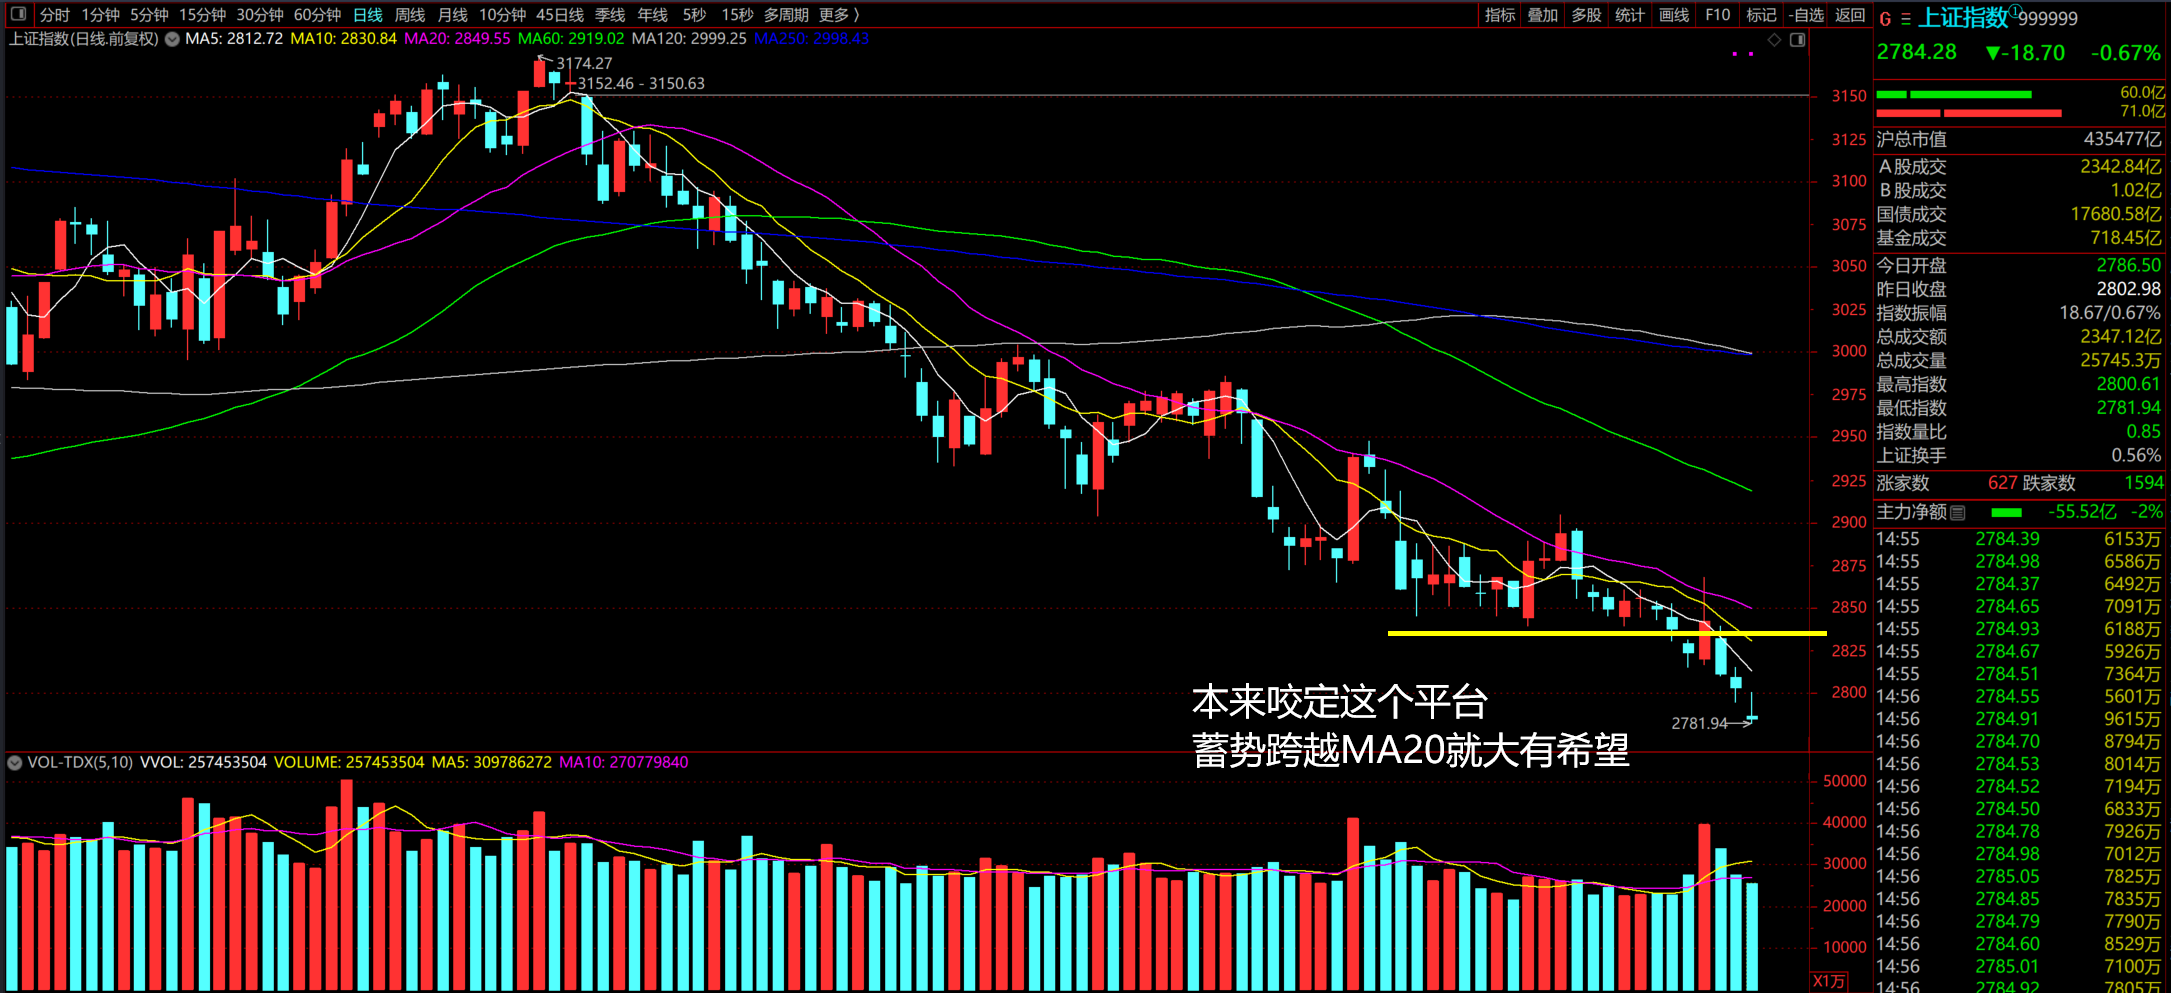 分时 1分钟 5分钟 15分钟 30分钟 60分钟 日线 周线 月线 10分钟 45日线 季线 年线 5秒 15秒 多周期 更多 〉
指标 叠加 多股 统计 画线 F10 标记 -自选 返回
上证指数(日线.前复权) MA5: 2812.72 MA10: 2830.84 MA20: 2849.55 MA60: 2919.02 MA120: 2999.25 MA250: 2998.43
3174.27
3152.46 - 3150.63
3150
3125
3100
3075
3050
3025
3000
2975
2950
2925
2900
2875
2850
2825
2800
本来咬定这个平台
蓄势跨越MA20就大有希望
2781.94
VOL-TDX(5,10) VVOL: 257453504 VOLUME: 257453504 MA5: 309786272 MA10: 270779840
50000
40000
30000
20000
10000
X1万
G 上证指数① 999999
2784.28 ▼-18.70 -0.67%
60.0亿
71.0亿
沪总市值 435477亿
A股成交 2342.84亿
B股成交 1.02亿
国债成交 17680.58亿
基金成交 718.45亿
今日开盘 2786.50
昨日收盘 2802.98
指数振幅 18.67/0.67%
总成交额 2347.12亿
总成交量 257453万
最高指数 2800.61
最低指数 2781.94
指数量比 0.85
上证换手 0.56%
涨家数 627 跌家数 1594
主力净额 -55.52亿 -2%
14:55 2784.39 6153万
14:55 2784.98 6586万
14:55 2784.37 6492万
14:55 2784.65 7091万
14:55 2784.93 6188万
14:55 2784.67 5926万
14:55 2784.51 7364万
14:56 2784.55 5601万
14:56 2784.91 9615万
14:56 2784.70 8794万
14:56 2784.53 8014万
14:56 2784.52 7194万
14:56 2784.50 6833万
14:56 2784.78 7926万
14:56 2784.98 7012万
14:56 2785.05 7825万
14:56 2784.85 7835万
14:56 2784.79 7790万
14:56 2784.60 8529万
14:56 2785.01 7100万
14:56 2784.92 7805万